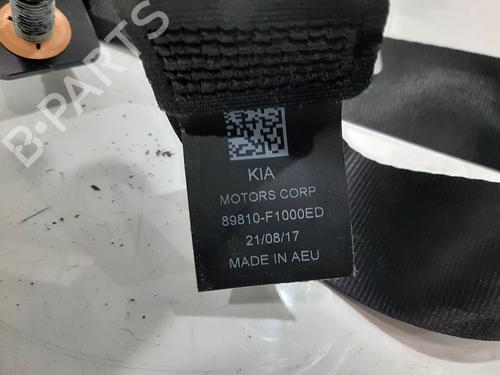 KIA
MOTORS CORP.
89810-F1000ED
21/08/17
MADE IN AEU
B-PARTS